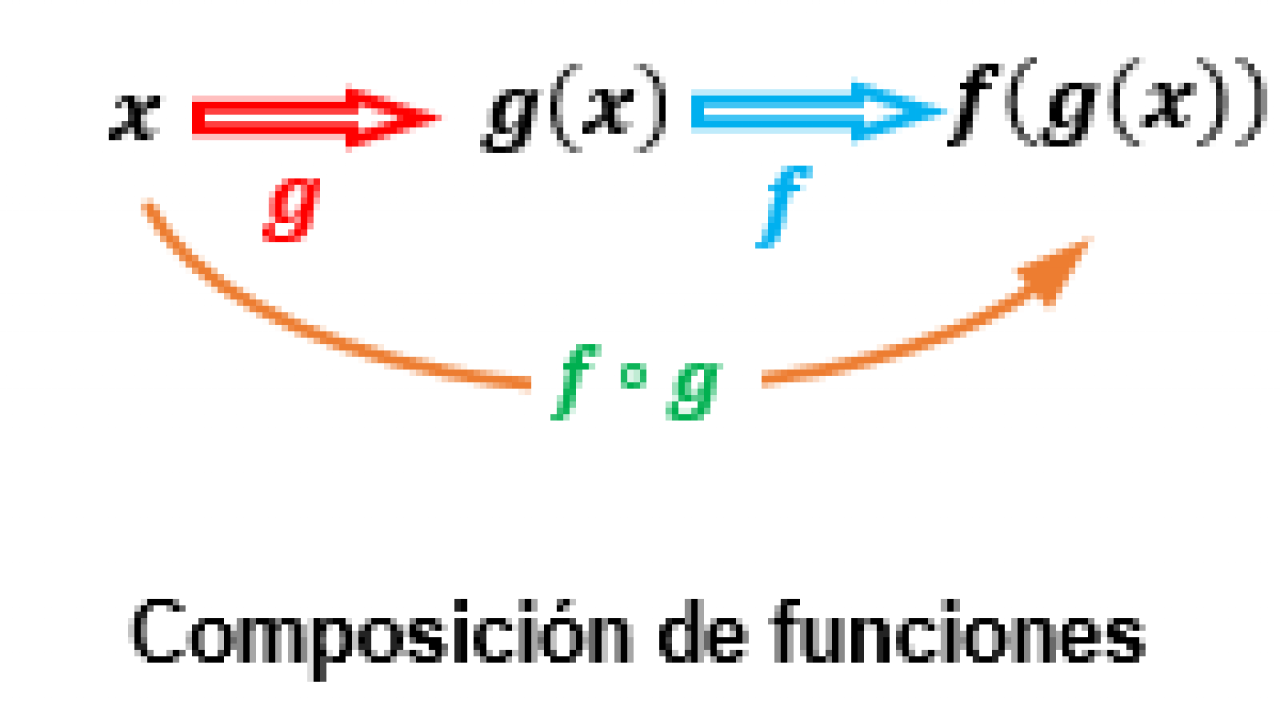 x g(x) f(g(x))
g f
f ∘ g
Composición de funciones